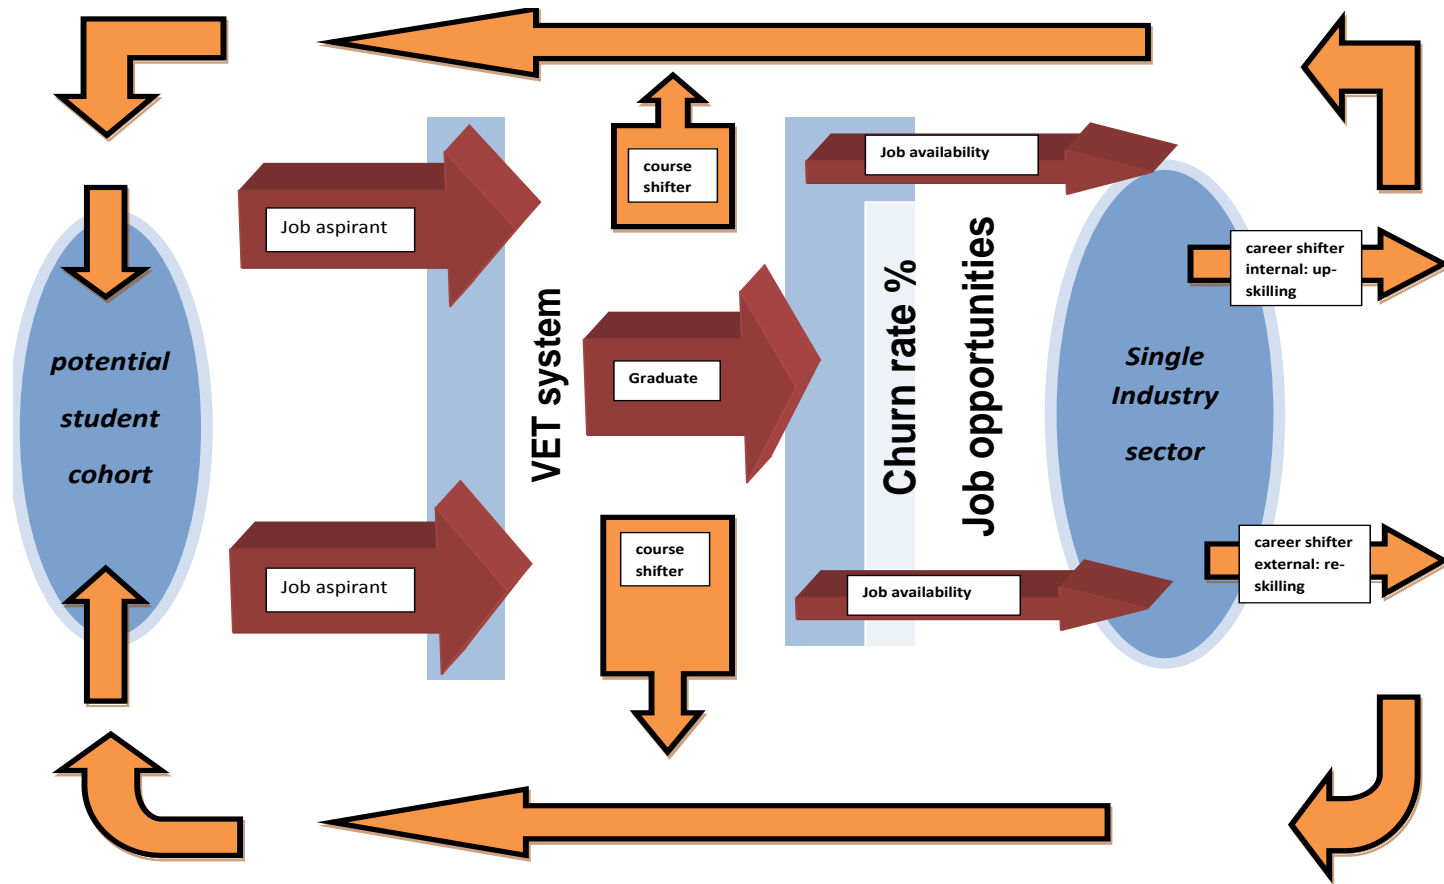 potential
student
cohort
Job aspirant
Job aspirant
VET system
course
shifter
Graduate
course
shifter
Churn rate %
Job opportunities
Job availability
Job availability
Single
Industry
sector
career shifter
internal: up-
skilling
career shifter
external: re-
skilling